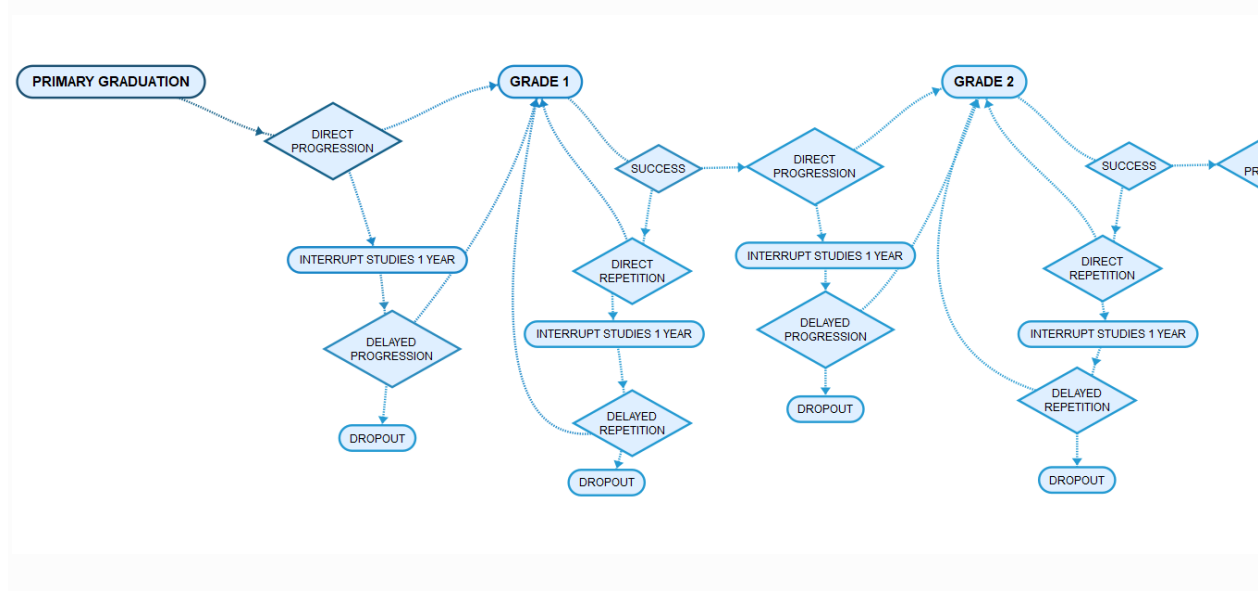 PRIMARY GRADUATION
DIRECT
PROGRESSION
INTERRUPT STUDIES 1 YEAR
DELAYED
PROGRESSION
DROPOUT
GRADE 1
SUCCESS
DIRECT
REPETITION
INTERRUPT STUDIES 1 YEAR
DELAYED
REPETITION
DROPOUT
DIRECT
PROGRESSION
INTERRUPT STUDIES 1 YEAR
DELAYED
PROGRESSION
DROPOUT
GRADE 2
SUCCESS
DIRECT
REPETITION
INTERRUPT STUDIES 1 YEAR
DELAYED
REPETITION
DROPOUT